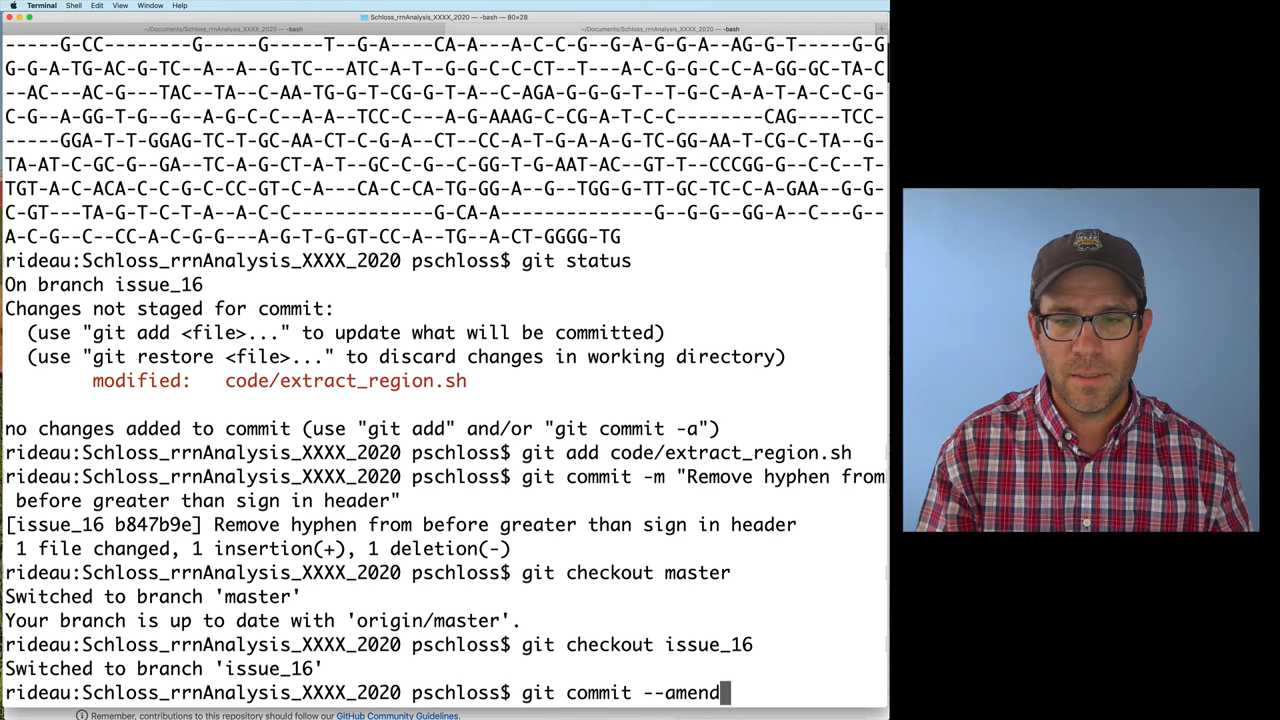 Terminal Shell Edit View Window Help
Schloss_rrnAnalysis_XXXX_2020 — -bash — 80×28
~/Documents/Schloss_rrnAnalysis_XXXX_2020 — -bash
~/Documents/Schloss_rrnAnalysis_XXXX_2020 — -bash
-----G-CC--------G-----G-----T--G-A----CA-A---A-C-C-G--G-A-G-G-A--AG-G-T-----G-G
G-G-A-TG-AC-G-TC--A--A--G-TC---ATC-A-T--G-G-C-C-CT--T---A-C-G-G-C-C-A-GG-GC-TA-C
--AC---AC-G---TAC--TA--C-AA-TG-G-T-CG-G-T-A--C-AGA-G-G-G-T--T-G-C-A-A-T-A-C-C-G-
C-G--A-GG-T-G--G--A-G-C-C--A-A--TCC-C---A-G-AAAG-C-CG-A-T-C-C--------CAG----TCC-
-----GGA-T-T-GGAG-TC-T-GC-AA-CT-C-G-A--CT--CC-A-T-G-A-A-G-TC-GG-AA-T-CG-C-TA--G-
TA-AT-C-GC-G--GA--TC-A-G-CT-A-T--GC-C-G--C-GG-T-G-AAT-AC--GT-T--CCCGG-G--C-C--T-
TGT-A-C-ACA-C-C-G-C-CC-GT-C-A---CA-C-CA-TG-GG-A--G--TGG-G-TT-GC-TC-C-A-GAA--G-G-
C-GT---TA-G-T-C-T-A--A-C-C-------------G-CA-A--------------G--G-G--GG-A--C---G--
A-C-G--C--CC-A-C-G-G---A-G-T-G-GT-CC-A--TG--A-CT-GGGG-TG
rideau:Schloss_rrnAnalysis_XXXX_2020 pschloss$ git status
On branch issue_16
Changes not staged for commit:
  (use "git add <file>..." to update what will be committed)
  (use "git restore <file>..." to discard changes in working directory)
        modified:   code/extract_region.sh
no changes added to commit (use "git add" and/or "git commit -a")
rideau:Schloss_rrnAnalysis_XXXX_2020 pschloss$ git add code/extract_region.sh
rideau:Schloss_rrnAnalysis_XXXX_2020 pschloss$ git commit -m "Remove hyphen from
 before greater than sign in header"
[issue_16 b847b9e] Remove hyphen from before greater than sign in header
 1 file changed, 1 insertion(+), 1 deletion(-)
rideau:Schloss_rrnAnalysis_XXXX_2020 pschloss$ git checkout master
Switched to branch 'master'
Your branch is up to date with 'origin/master'.
rideau:Schloss_rrnAnalysis_XXXX_2020 pschloss$ git checkout issue_16
Switched to branch 'issue_16'
rideau:Schloss_rrnAnalysis_XXXX_2020 pschloss$ git commit --amend
Remember, contributions to this repository should follow our GitHub Community Guidelines.